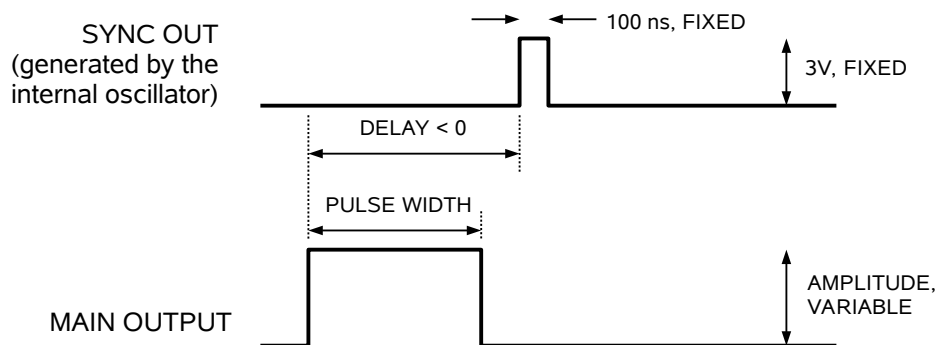 SYNC OUT
(generated by the
internal oscillator)
100 ns, FIXED
3V, FIXED
DELAY < 0
PULSE WIDTH
MAIN OUTPUT
AMPLITUDE,
VARIABLE